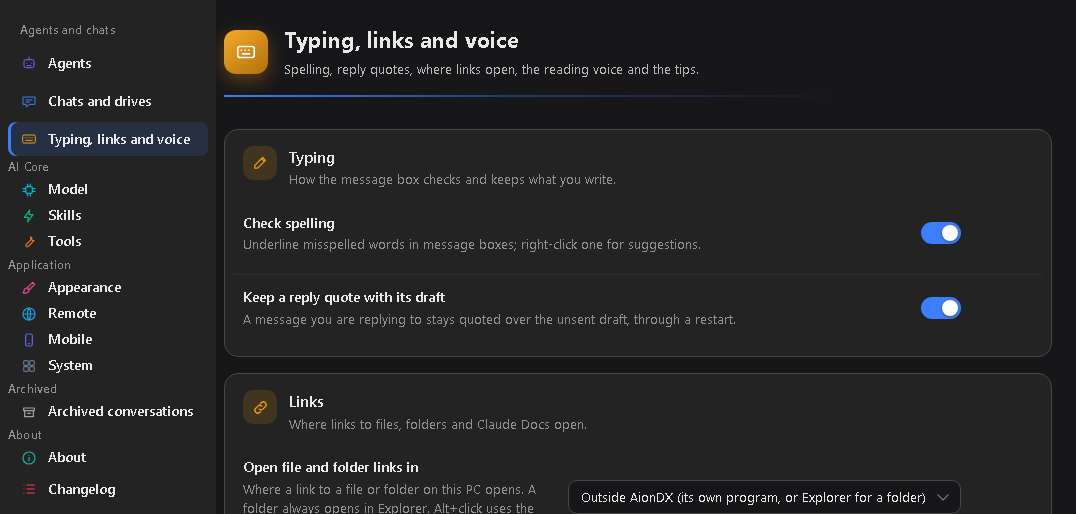 Agents and chats
Agents
Chats and drives
Typing, links and voice
AI Core
Model
Skills
Tools
Application
Appearance
Remote
Mobile
System
Archived
Archived conversations
About
About
Changelog
Typing, links and voice
Spelling, reply quotes, where links open, the reading voice and the tips.
Typing
How the message box checks and keeps what you write.
Check spelling
Underline misspelled words in message boxes; right-click one for suggestions.
Keep a reply quote with its draft
A message you are replying to stays quoted over the unsent draft, through a restart.
Links
Where links to files, folders and Claude Docs open.
Open file and folder links in
Where a link to a file or folder on this PC opens. A
folder always opens in Explorer. Alt+click uses the
Outside AionDX (its own program, or Explorer for a folder)